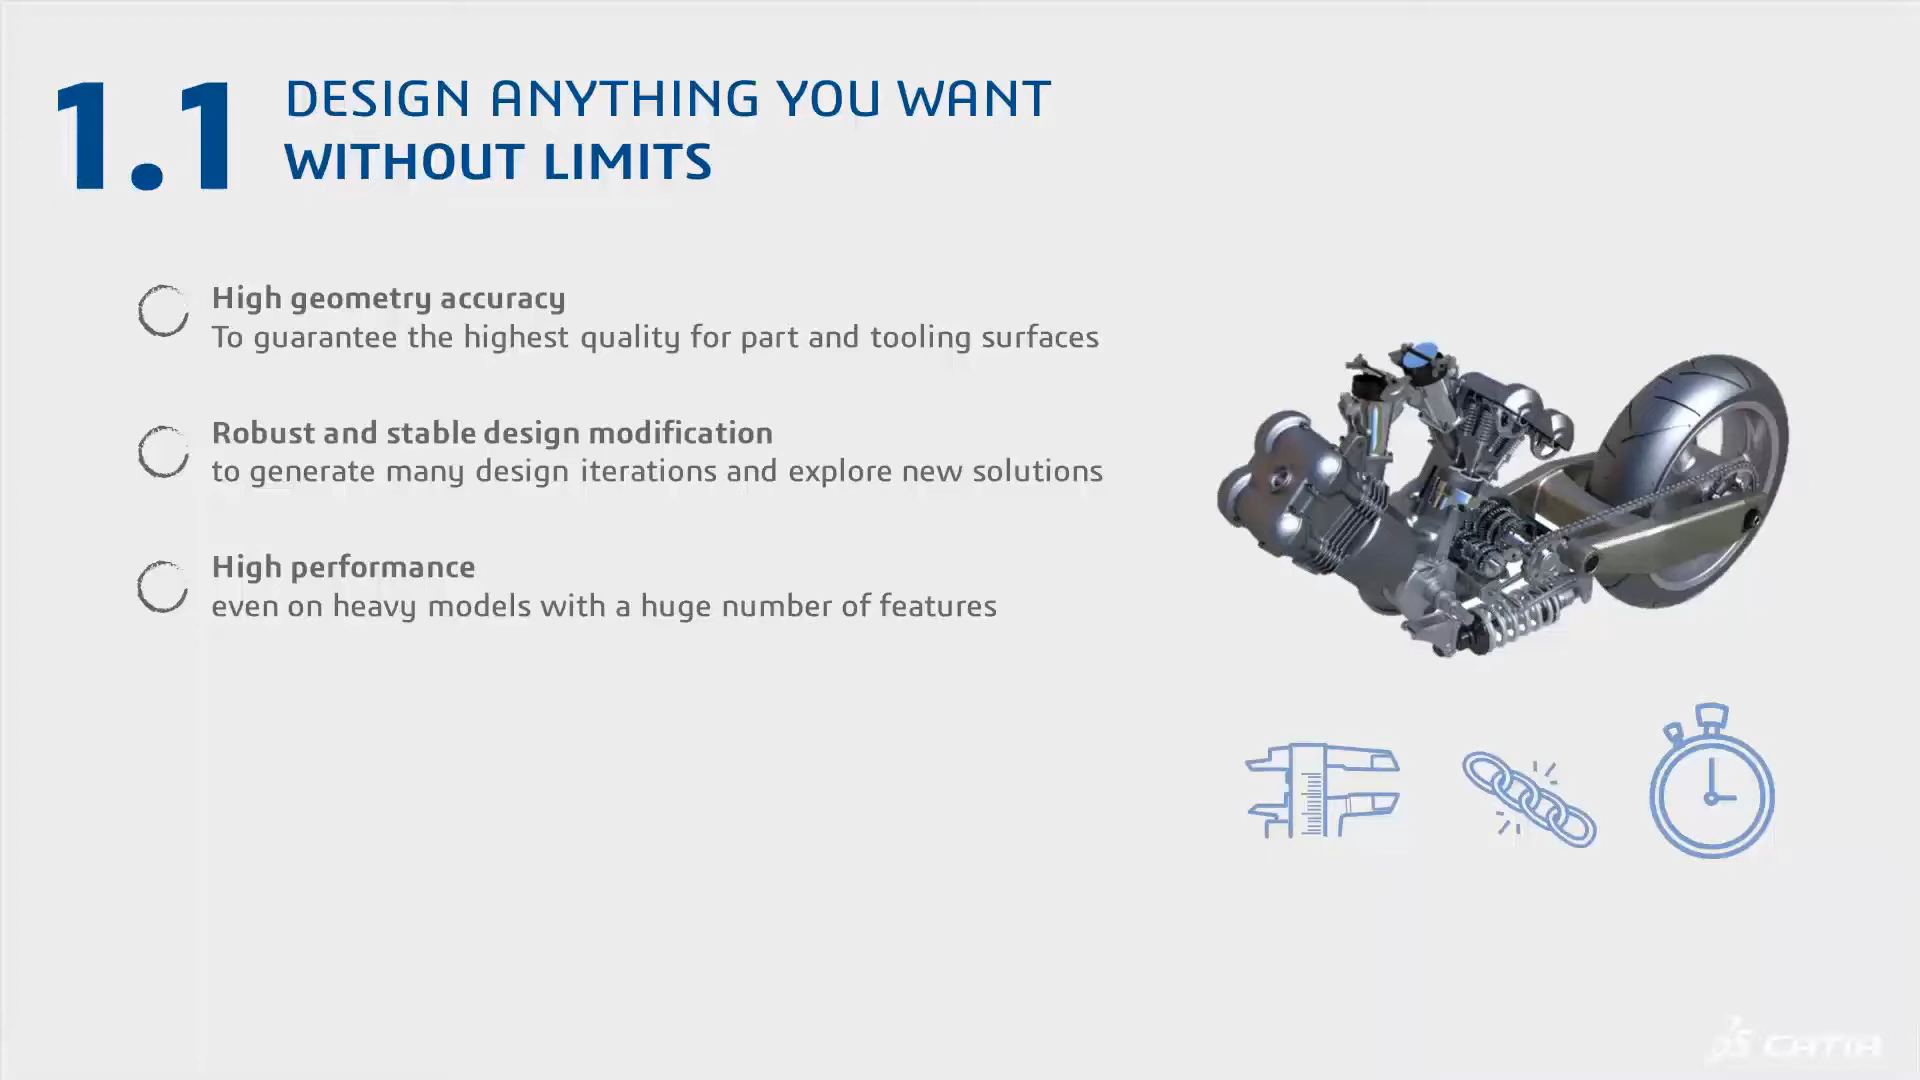 1.1
DESIGN ANYTHING YOU WANT
WITHOUT LIMITS
High geometry accuracy
To guarantee the highest quality for part and tooling surfaces
Robust and stable design modification
to generate many design iterations and explore new solutions
High performance
even on heavy models with a huge number of features
CATIA